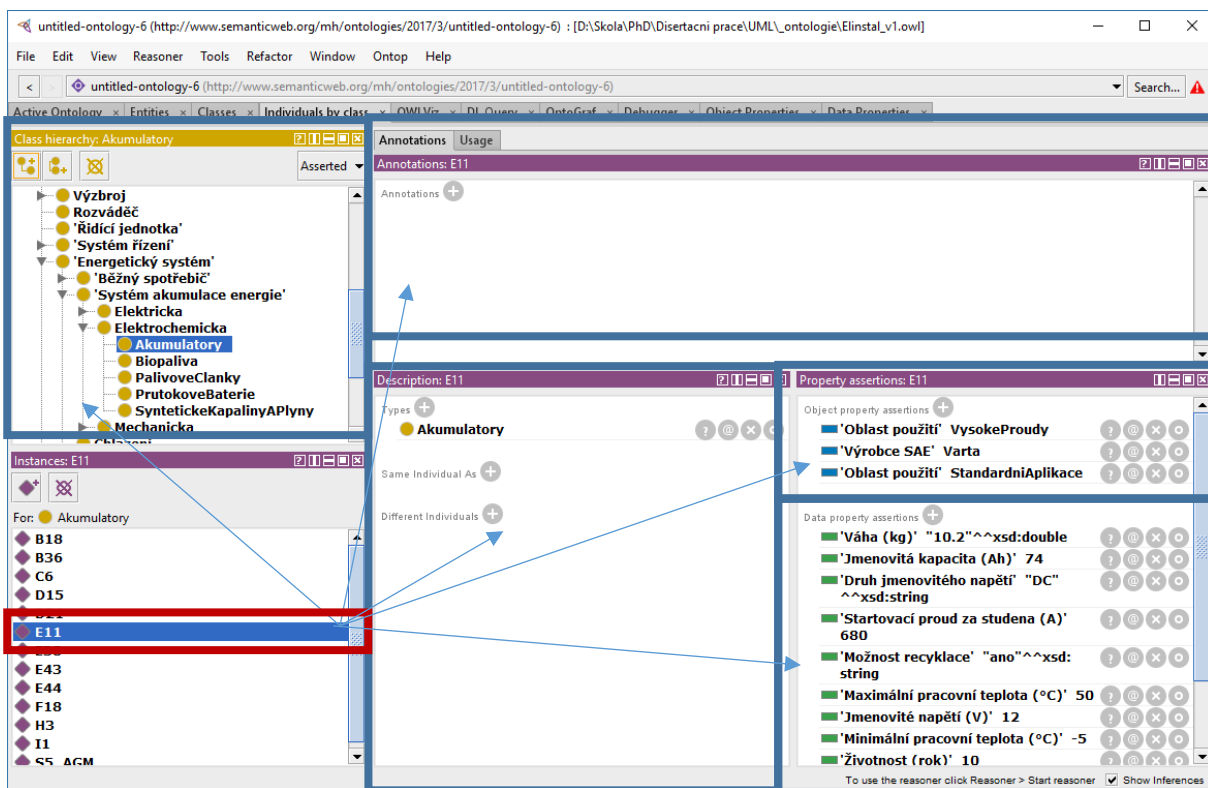 untitled-ontology-6 (http://www.semanticweb.org/mh/ontologies/2017/3/untitled-ontology-6) : [D:\Skola\PhD\Disertacni prace\UML\_ontologie\Elinstal_v1.owl]
File Edit View Reasoner Tools Refactor Window Ontop Help
< > untitled-ontology-6 (http://www.semanticweb.org/mh/ontologies/2017/3/untitled-ontology-6) Search...
Active Ontology × Entities × Classes × Individuals by class × OWLViz × DL Query × OntoGraf × Debugger × Object Properties × Data Properties ×
Class hierarchy: Akumulatory
Asserted
Výzbroj
Rozváděč
'Řidící jednotka'
'Systém řízení'
'Energetický systém'
'Běžný spotřebič'
'Systém akumulace energie'
Elektricka
Elektrochemicka
Akumulatory
Biopaliva
PalivoveClanky
PrutokoveBaterie
SyntetickeKapalinyAPlyny
Mechanicka
Chlazení
Instances: E11
For: Akumulatory
B18
B36
C6
D15
D21
E11
E43
E44
F18
H3
I1
S5_AGM
Annotations Usage
Annotations: E11
Annotations
Description: E11
Types
Akumulatory
Same Individual As
Different Individuals
Property assertions: E11
Object property assertions
'Oblast použití' VysokeProudy
'Výrobce SAE' Varta
'Oblast použití' StandardniAplikace
Data property assertions
'Váha (kg)' "10.2"^^xsd:double
'Jmenovitá kapacita (Ah)' 74
'Druh jmenovitého napětí' "DC"
^^xsd:string
'Startovací proud za studena (A)'
680
'Možnost recyklace' "ano"^^xsd:
string
'Maximální pracovní teplota (°C)' 50
'Jmenovité napětí (V)' 12
'Minimální pracovní teplota (°C)' -5
'Životnost (rok)' 10
To use the reasoner click Reasoner > Start reasoner Show Inferences